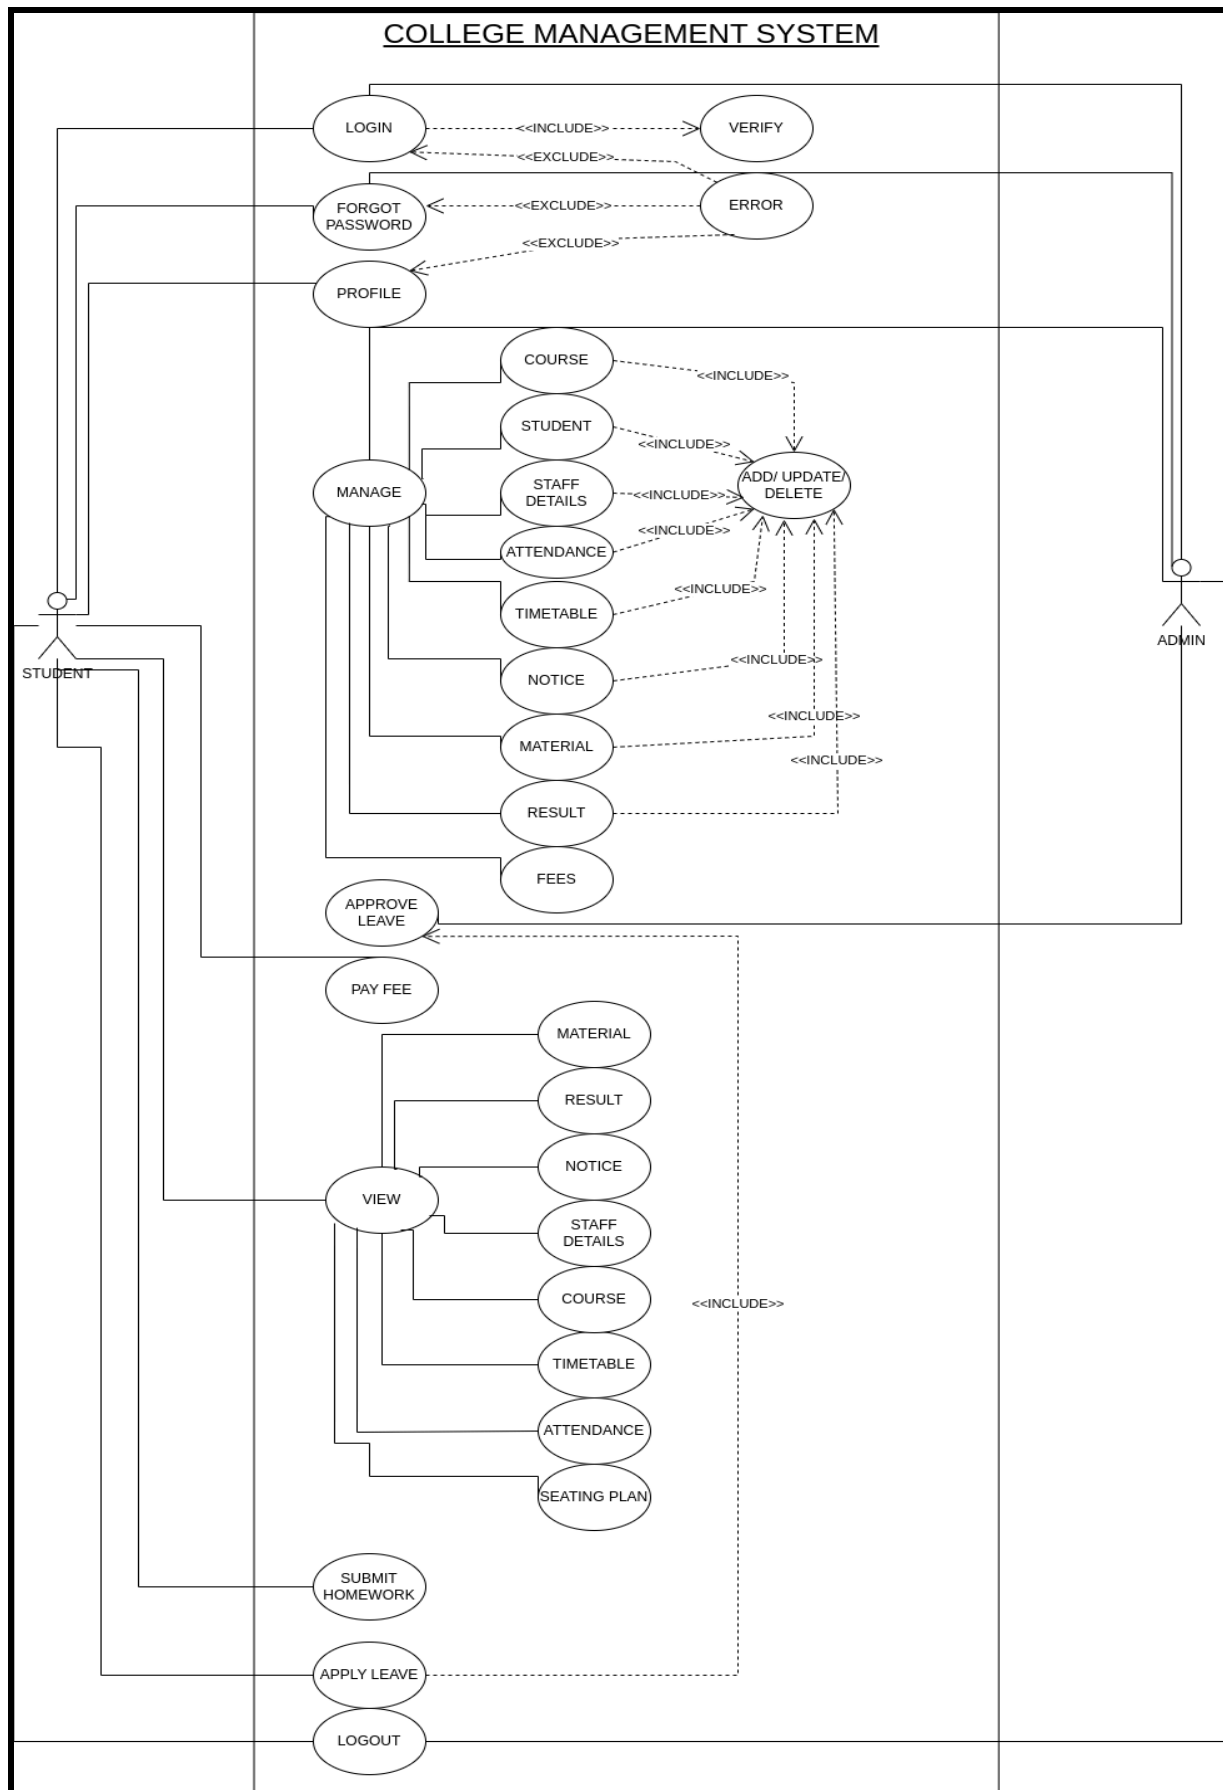 COLLEGE MANAGEMENT SYSTEM
LOGIN
<<INCLUDE>>
VERIFY
<<EXCLUDE>>
FORGOT
PASSWORD
<<EXCLUDE>>
ERROR
<<EXCLUDE>>
PROFILE
COURSE
<<INCLUDE>>
STUDENT
<<INCLUDE>>
MANAGE
STAFF
DETAILS
<<INCLUDE>>
ADD/ UPDATE/
DELETE
ATTENDANCE
<<INCLUDE>>
TIMETABLE
<<INCLUDE>>
STUDENT
ADMIN
NOTICE
<<INCLUDE>>
MATERIAL
<<INCLUDE>>
<<INCLUDE>>
RESULT
FEES
APPROVE
LEAVE
PAY FEE
MATERIAL
RESULT
NOTICE
VIEW
STAFF
DETAILS
COURSE
<<INCLUDE>>
TIMETABLE
ATTENDANCE
SEATING PLAN
SUBMIT
HOMEWORK
APPLY LEAVE
LOGOUT